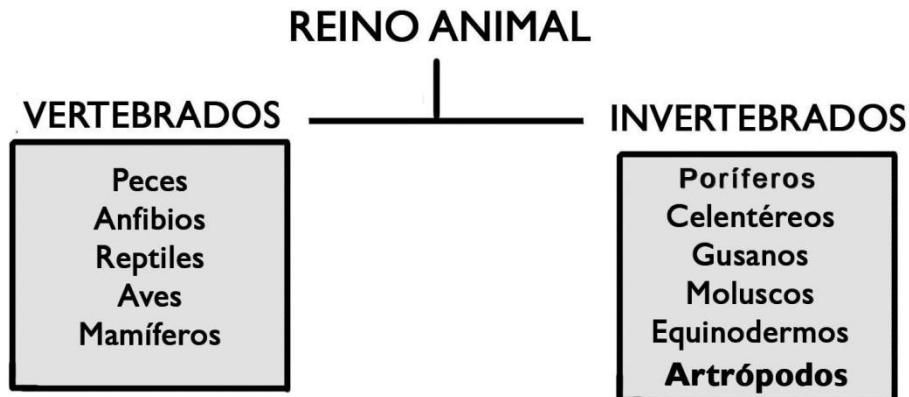 REINO ANIMAL
VERTEBRADOS
Peces
Anfibios
Reptiles
Aves
Mamíferos
INVERTEBRADOS
Poríferos
Celentéreos
Gusanos
Moluscos
Equinodermos
Artrópodos